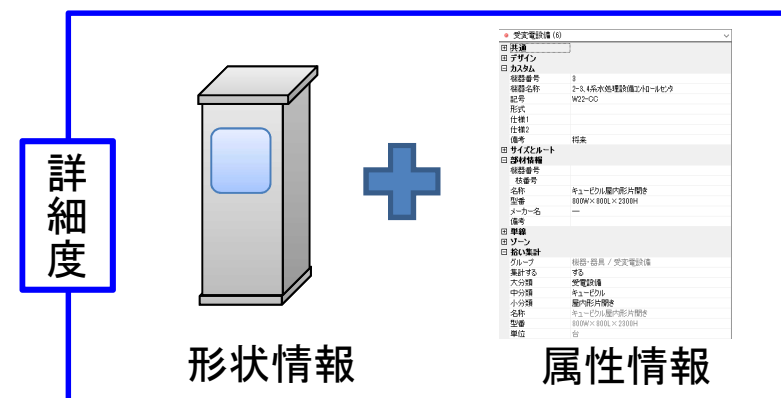 詳細度
受変電設備 (6)
共通
デザイン
カスタム
機器番号 3
機器名称 2-3, 4系水処理設備コントロールセンタ
記号 W22-CC
形式
仕様1
仕様2
備考 将来
サイズとルート
部材情報
機器番号
枝番号
名称 キュービクル屋内形片開き
型番 800W×800L×2300H
メーカー名 ―
備考
単線
ゾーン
拾い集計
グループ 機器・器具 / 受変電設備
集計する する
大分類 受電設備
中分類 キュービクル
小分類 屋内形片開き
名称 キュービクル屋内形片開き
型番 800W×800L×2300H
単位 台
形状情報
属性情報